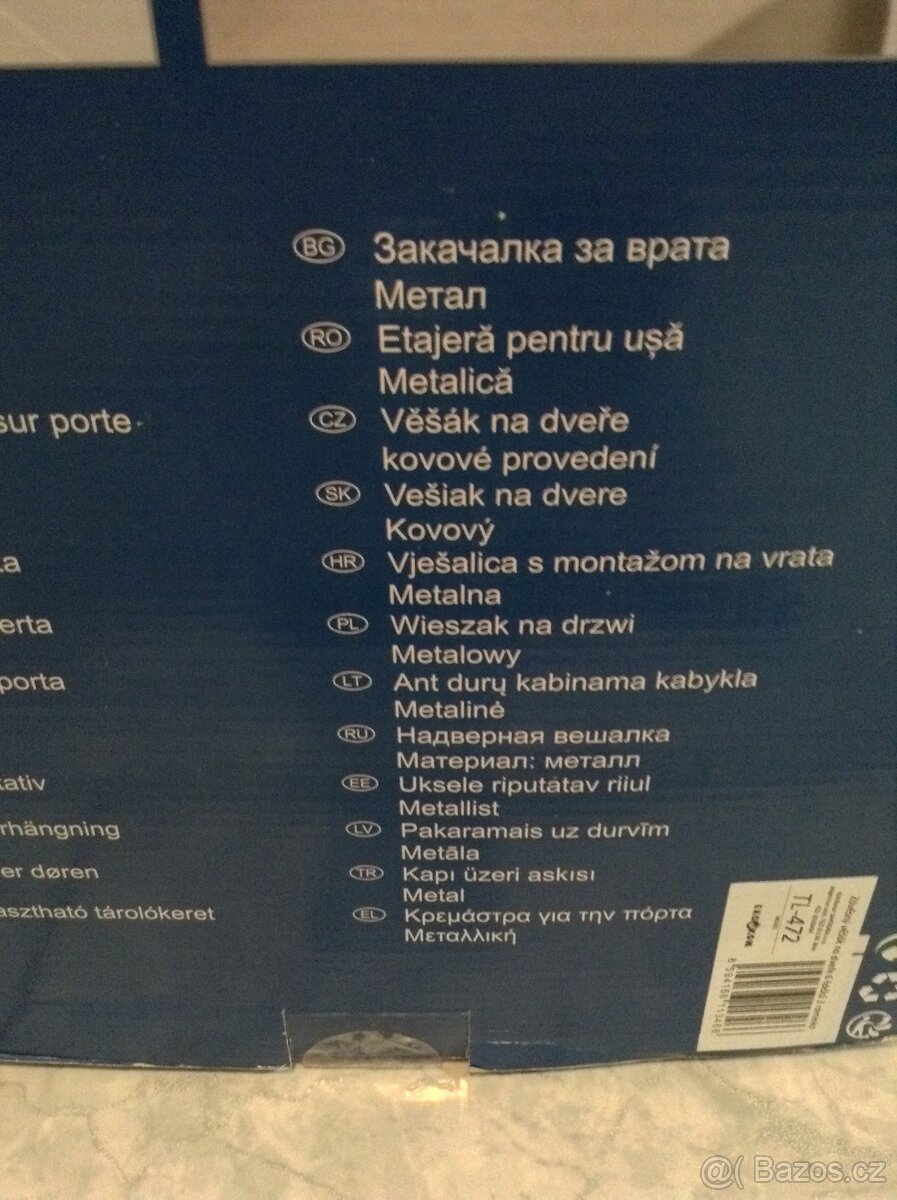 sur porte
ta
erta
porta
kativ
rhängning
er døren
asztható tárolókeret
BG Закачалка за врата
Метал
RO Etajeră pentru ușă
Metalică
CZ Věšák na dveře
kovové provedení
SK Vešiak na dvere
Kovový
HR Vješalica s montažom na vrata
Metalna
PL Wieszak na drzwi
Metalowy
LT Ant durų kabinama kabykla
Metalinė
RU Надверная вешалка
Материал: металл
EE Uksele riputatav riiul
Metallist
LV Pakaramais uz durvīm
Metāla
TR Kapı üzeri askısı
Metal
EL Κρεμάστρα για την πόρτα
Μεταλλική
TL-472
@( Bazos.cz